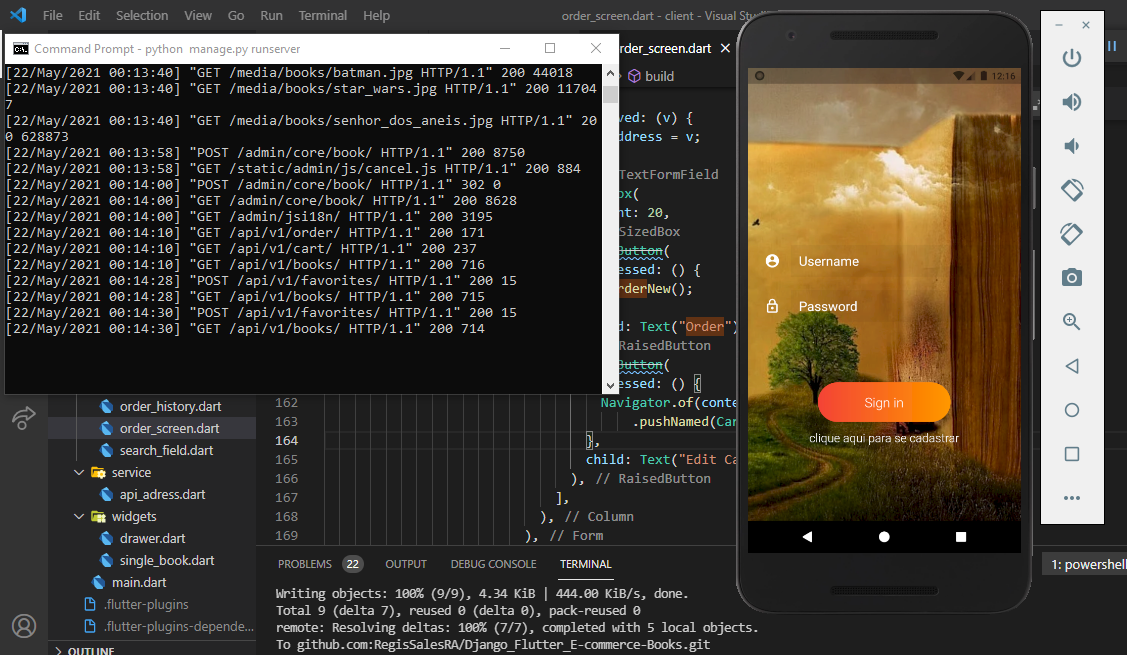 File Edit Selection View Go Run Terminal Help
order_screen.dart - client - Visual Stu
Command Prompt - python manage.py runserver
[22/May/2021 00:13:40] "GET /media/books/batman.jpg HTTP/1.1" 200 44018
[22/May/2021 00:13:40] "GET /media/books/star_wars.jpg HTTP/1.1" 200 11704
7
[22/May/2021 00:13:40] "GET /media/books/senhor_dos_aneis.jpg HTTP/1.1" 20
0 628873
[22/May/2021 00:13:58] "POST /admin/core/book/ HTTP/1.1" 200 8750
[22/May/2021 00:13:58] "GET /static/admin/js/cancel.js HTTP/1.1" 200 884
[22/May/2021 00:14:00] "POST /admin/core/book/ HTTP/1.1" 302 0
[22/May/2021 00:14:00] "GET /admin/core/book/ HTTP/1.1" 200 8628
[22/May/2021 00:14:00] "GET /admin/jsi18n/ HTTP/1.1" 200 3195
[22/May/2021 00:14:10] "GET /api/v1/order/ HTTP/1.1" 200 171
[22/May/2021 00:14:10] "GET /api/v1/cart/ HTTP/1.1" 200 237
[22/May/2021 00:14:10] "GET /api/v1/books/ HTTP/1.1" 200 716
[22/May/2021 00:14:28] "POST /api/v1/favorites/ HTTP/1.1" 200 15
[22/May/2021 00:14:28] "GET /api/v1/books/ HTTP/1.1" 200 715
[22/May/2021 00:14:30] "POST /api/v1/favorites/ HTTP/1.1" 200 15
[22/May/2021 00:14:30] "GET /api/v1/books/ HTTP/1.1" 200 714
rder_screen.dart
build
ved: (v) {
ddress = v;
TextFormField
ox(
nt: 20,
SizedBox
Button(
essed: () {
rderNew();
d: Text("Order")
RaisedButton
Button(
essed: () {
162 Navigator.of(conte
163 .pushNamed(Car
164 },
165 child: Text("Edit Ca
166 ), // RaisedButton
167 ],
168 ), // Column
169 ), // Form
order_history.dart
order_screen.dart
search_field.dart
service
api_adress.dart
widgets
drawer.dart
single_book.dart
main.dart
.flutter-plugins
.flutter-plugins-depende...
OUTLINE
PROBLEMS 22 OUTPUT DEBUG CONSOLE TERMINAL
1: powershell
Writing objects: 100% (9/9), 4.34 KiB | 444.00 KiB/s, done.
Total 9 (delta 7), reused 0 (delta 0), pack-reused 0
remote: Resolving deltas: 100% (7/7), completed with 5 local objects.
To github.com:RegisSalesRA/Django_Flutter_E-commerce-Books.git
12:16
Username
Password
Sign in
clique aqui para se cadastrar